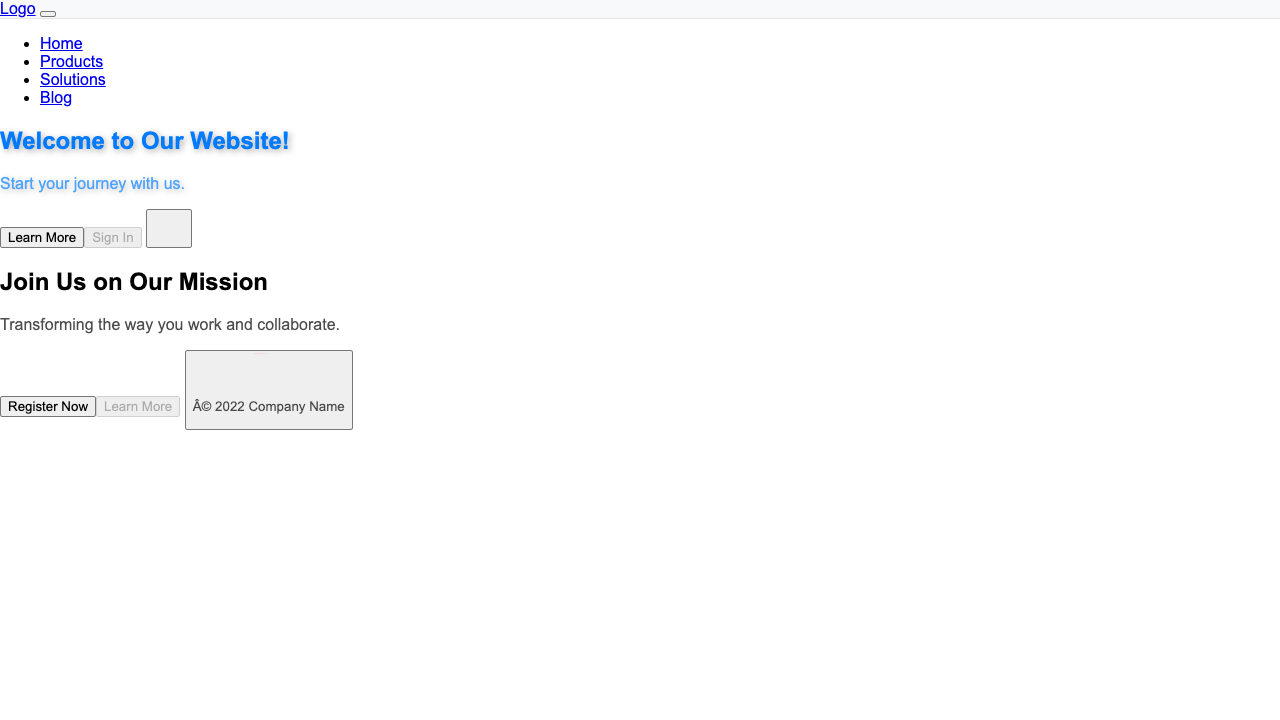 Logo
Home
Products
Solutions
Blog
Welcome to Our Website!
Start your journey with us.
Learn More Sign In
Join Us on Our Mission
Transforming the way you work and collaborate.
Register Now Learn More Â© 2022 Company Name